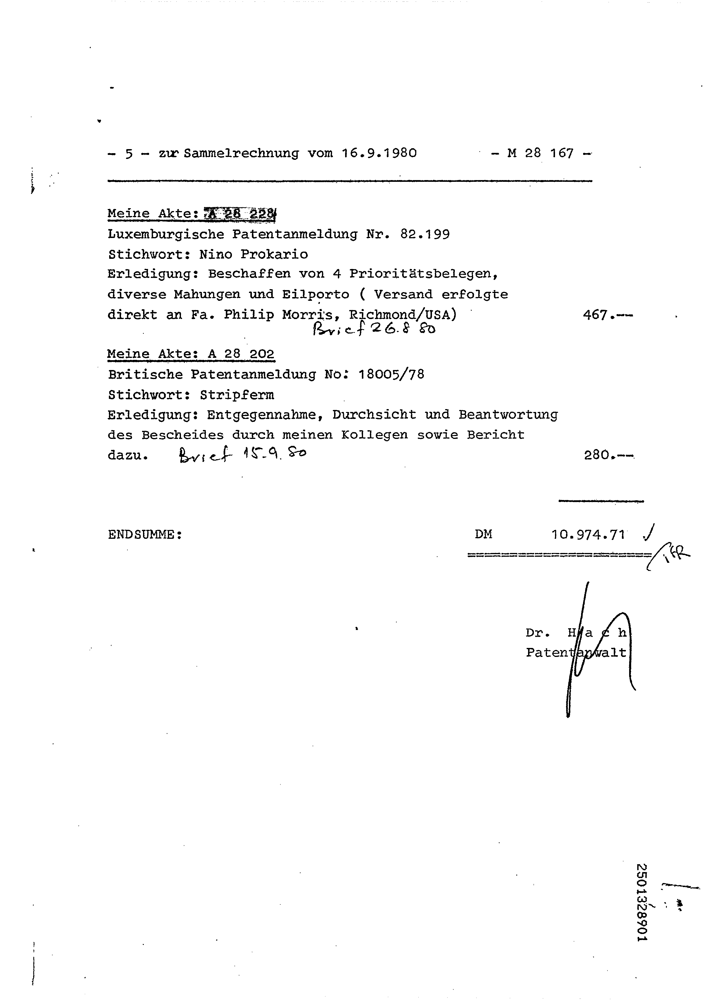 - 5 - zur Sammelrechnung vom 16.9.1980 - M 28 167 -
Meine Akte: A 28 228
Luxemburgische Patentanmeldung Nr. 82.199
Stichwort: Nino Prokario
Erledigung: Beschaffen von 4 Prioritätsbelegen,
diverse Mahungen und Eilporto ( Versand erfolgte
direkt an Fa. Philip Morris, Richmond/USA) 467.--
Brief 26.8 80
Meine Akte: A 28 202
Britische Patentanmeldung No: 18005/78
Stichwort: Stripferm
Erledigung: Entgegennahme, Durchsicht und Beantwortung
des Bescheides durch meinen Kollegen sowie Bericht
dazu. Brief 15.9.80 280.--
ENDSUMME: DM 10.974.71
Dr. H a c h
Patentanwalt
2501328901